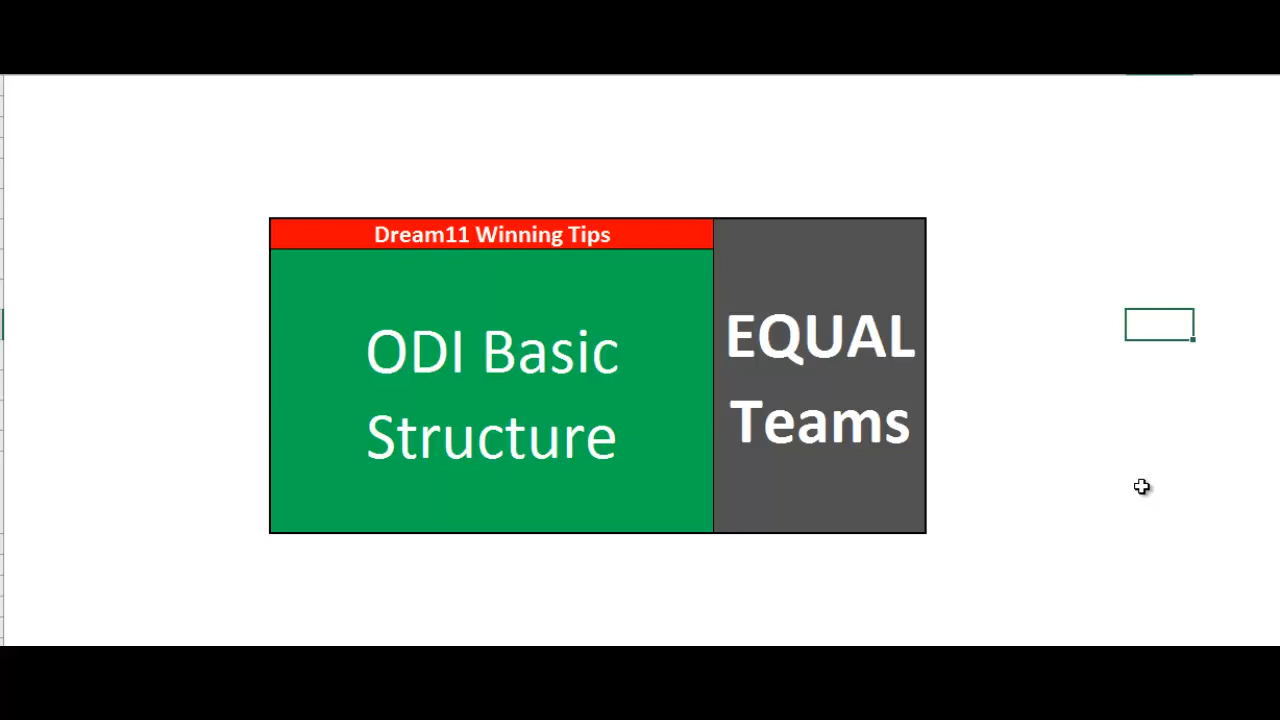 Dream11 Winning Tips
ODI Basic
Structure
EQUAL
Teams